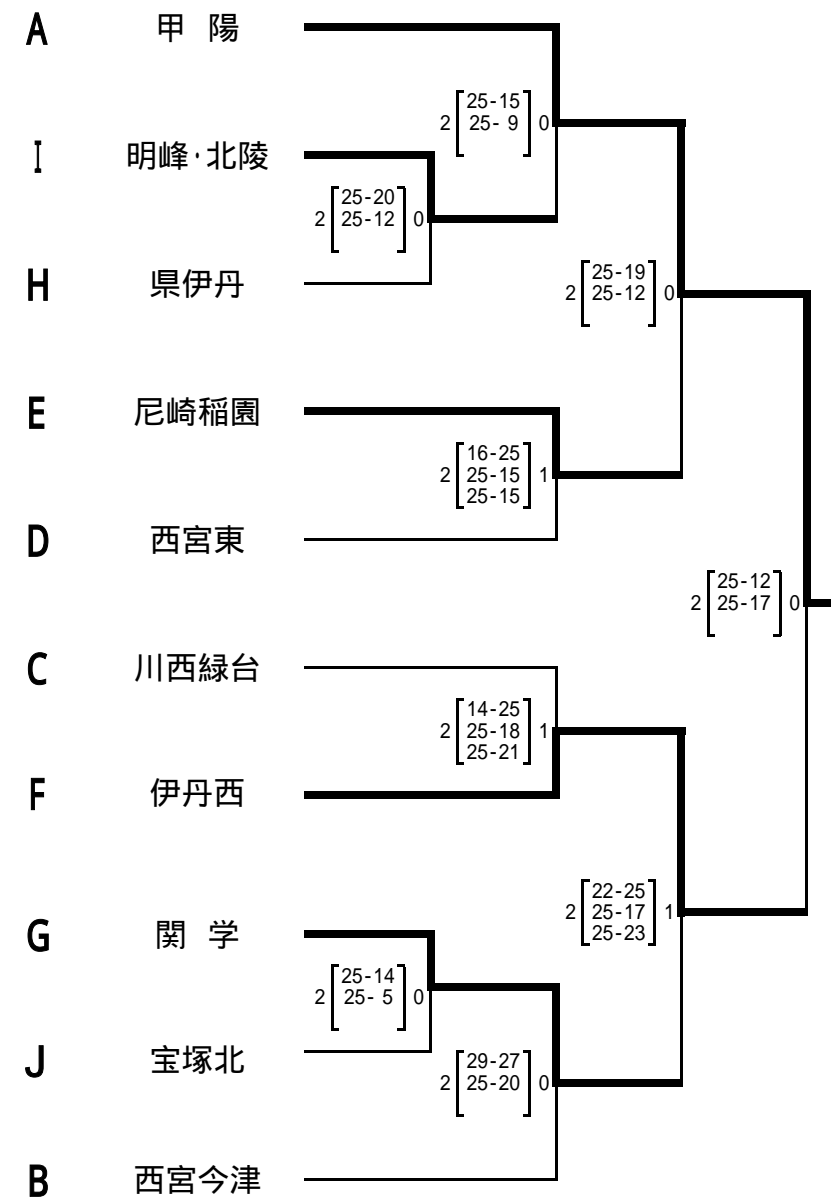 A 甲 陽
25-15
2 25- 9 0
I 明峰・北陵
25-20
2 25-12 0
H 県伊丹
25-19
2 25-12 0
E 尼崎稲園
16-25
2 25-15 1
25-15
D 西宮東
25-12
2 25-17 0
C 川西緑台
14-25
2 25-18 1
25-21
F 伊丹西
22-25
2 25-17 1
25-23
G 関 学
25-14
2 25- 5 0
J 宝塚北
29-27
2 25-20 0
B 西宮今津